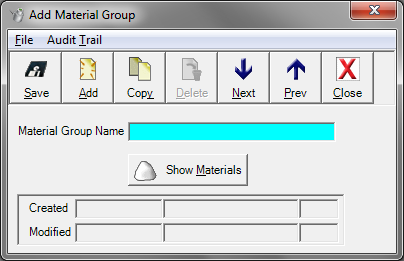 Add Material Group
File Audit Trail
Save Add Copy Delete Next Prev Close
Material Group Name
Show Materials
Created
Modified